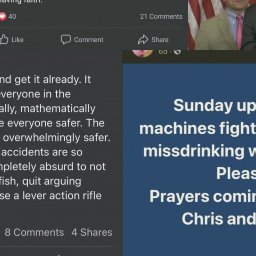 aving faith.
40
21 Comments
Like
Comment
Share
6d
nd get it already. It
everyone in the
ally, mathematically
e everyone safer. The
overwhelmingly safer.
accidents are so
mpletely absurd to not
fish, quit arguing
se a lever action rifle
8 Comments 4 Shares
Sunday up
machines fight
missdrinking w
Pleas
Prayers comin
Chris and